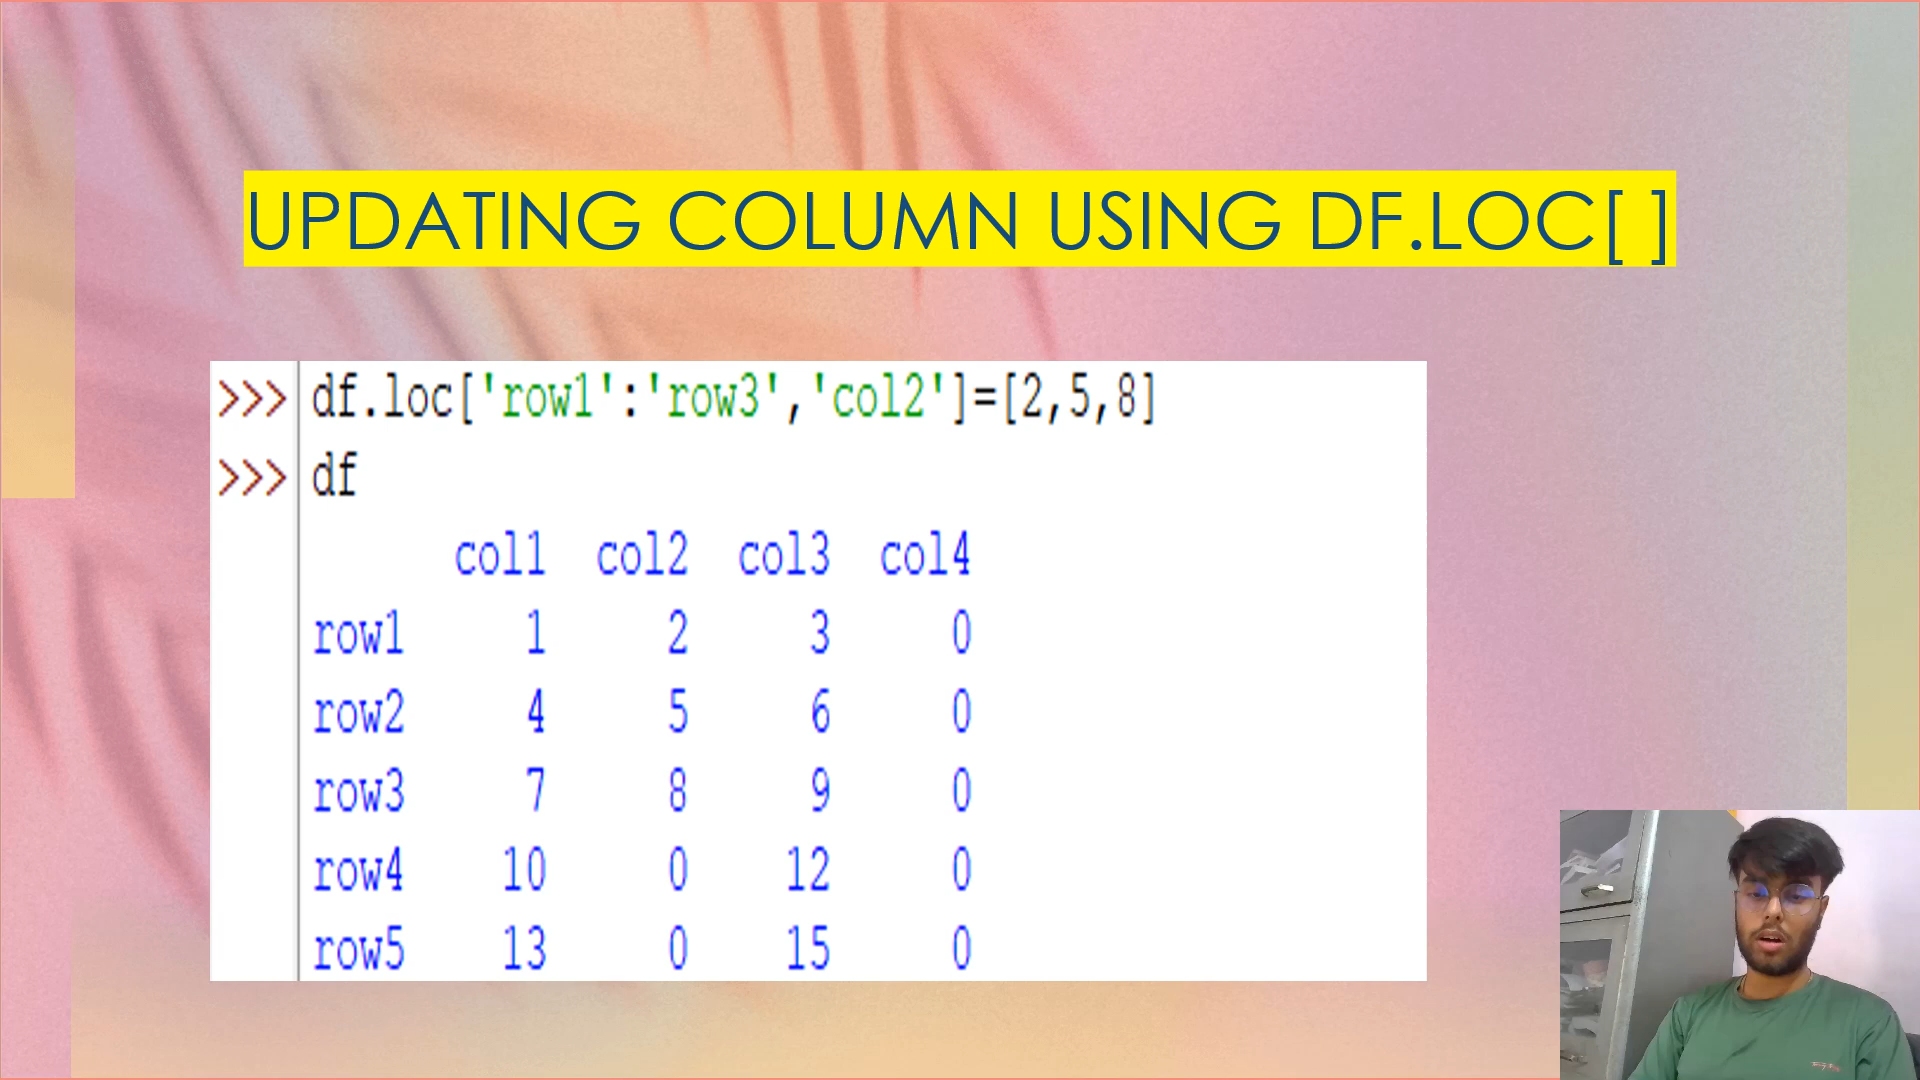 UPDATING COLUMN USING DF.LOC[ ]
>>> df.loc['row1':'row3','col2']=[2,5,8]
>>> df
col1 col2 col3 col4
row1 1 2 3 0
row2 4 5 6 0
row3 7 8 9 0
row4 10 0 12 0
row5 13 0 15 0